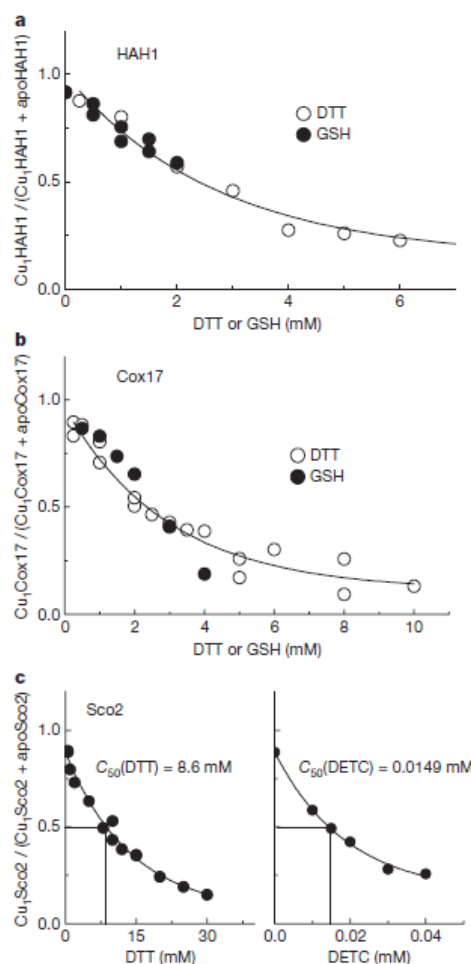 a
HAH1
Cu₁HAH1 / (Cu₁HAH1 + apoHAH1)
1.0
0.5
0.0
DTT
GSH
0 2 4 6
DTT or GSH (mM)
b
Cox17
Cu₁Cox17 / (Cu₁Cox17 + apoCox17)
1.0
0.5
0.0
DTT
GSH
0 2 4 6 8 10
DTT or GSH (mM)
c
Sco2
Cu₁Sco2 / (Cu₁Sco2 + apoSco2)
1.0
0.5
0.0
C₅₀(DTT) = 8.6 mM
C₅₀(DETC) = 0.0149 mM
0 15 30
0.00 0.02 0.04
DTT (mM)
DETC (mM)